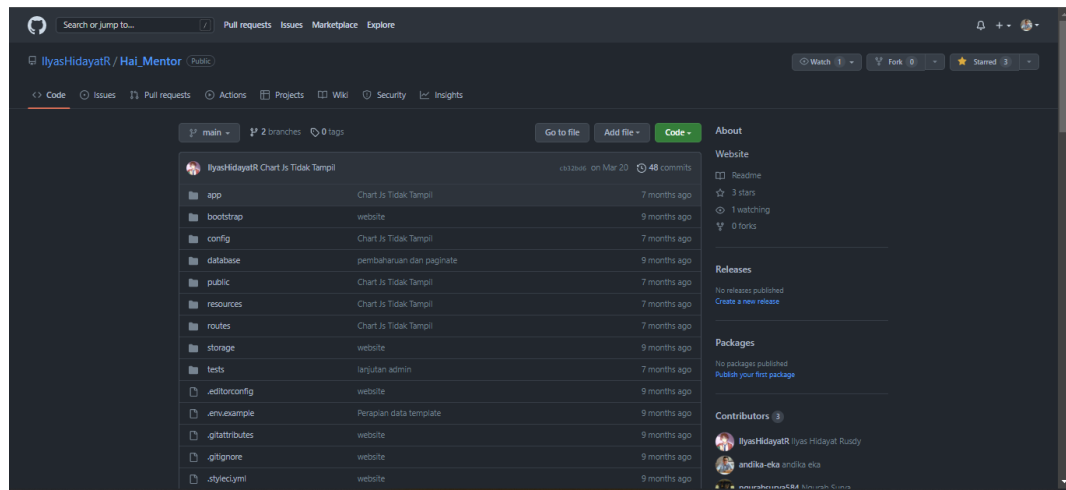 Search or jump to... / Pull requests Issues Marketplace Explore
IlyasHidayatR / Hai_Mentor Public
Watch 1 Fork 0 Starred 3
Code Issues Pull requests Actions Projects Wiki Security Insights
main 2 branches 0 tags Go to file Add file Code
IlyasHidayatR Chart Js Tidak Tampil on Mar 20 48 commits
app Chart Js Tidak Tampil 7 months ago
bootstrap website 9 months ago
config Chart Js Tidak Tampil 7 months ago
database pembaharuan dan paginate 9 months ago
public Chart Js Tidak Tampil 7 months ago
resources Chart Js Tidak Tampil 7 months ago
routes Chart Js Tidak Tampil 7 months ago
storage website 9 months ago
tests lanjutan admin 7 months ago
.editorconfig website 9 months ago
.env.example Perapian data template 9 months ago
.gitattributes website 9 months ago
.gitignore website 9 months ago
.styleci.yml website 9 months ago
About
Website
Readme
3 stars
1 watching
0 forks
Releases
No releases published
Create a new release
Packages
No packages published
Publish your first package
Contributors 3
IlyasHidayatR Ilyas Hidayat Rusdy
andika-eka andika eka
ngurahsurya584 Ngurah Surya